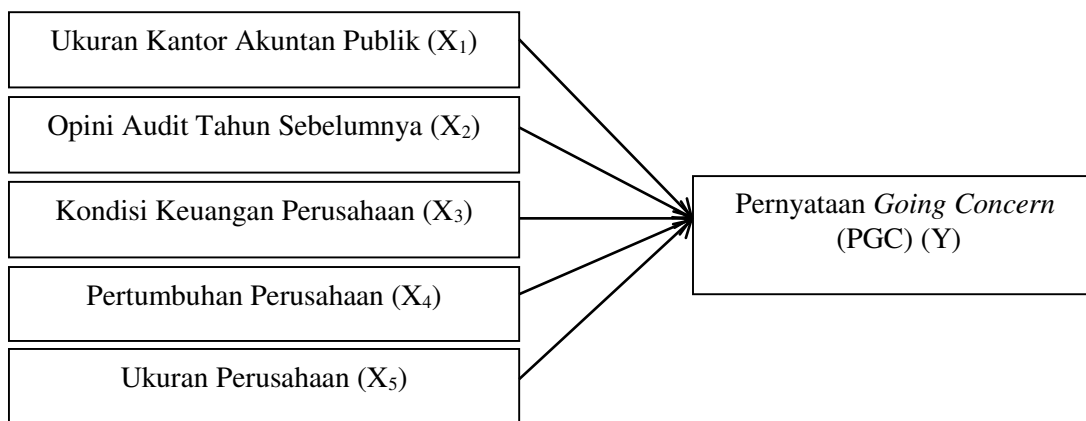 Ukuran Kantor Akuntan Publik (X₁)
Opini Audit Tahun Sebelumnya (X₂)
Kondisi Keuangan Perusahaan (X₃)
Pertumbuhan Perusahaan (X₄)
Ukuran Perusahaan (X₅)
Pernyataan Going Concern
(PGC) (Y)